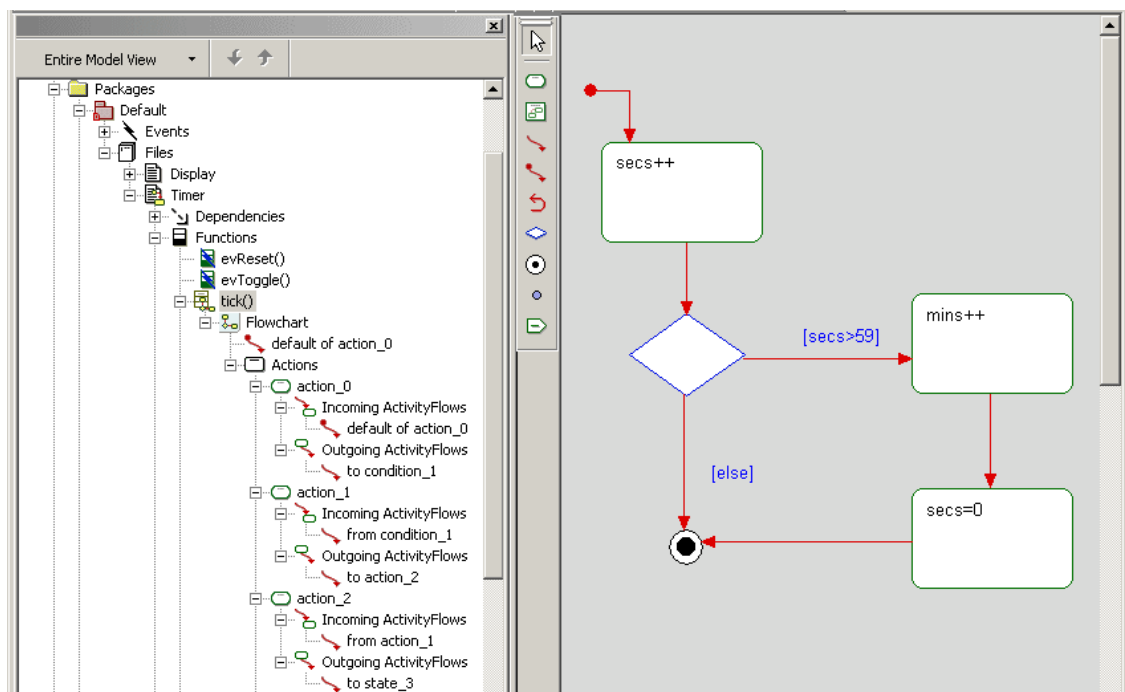 Entire Model View
Packages
Default
Events
Files
Display
Timer
Dependencies
Functions
evReset()
evToggle()
tick()
Flowchart
default of action_0
Actions
action_0
Incoming ActivityFlows
default of action_0
Outgoing ActivityFlows
to condition_1
action_1
Incoming ActivityFlows
from condition_1
Outgoing ActivityFlows
to action_2
action_2
Incoming ActivityFlows
from action_1
Outgoing ActivityFlows
to state_3
secs++
[secs>59]
mins++
[else]
secs=0